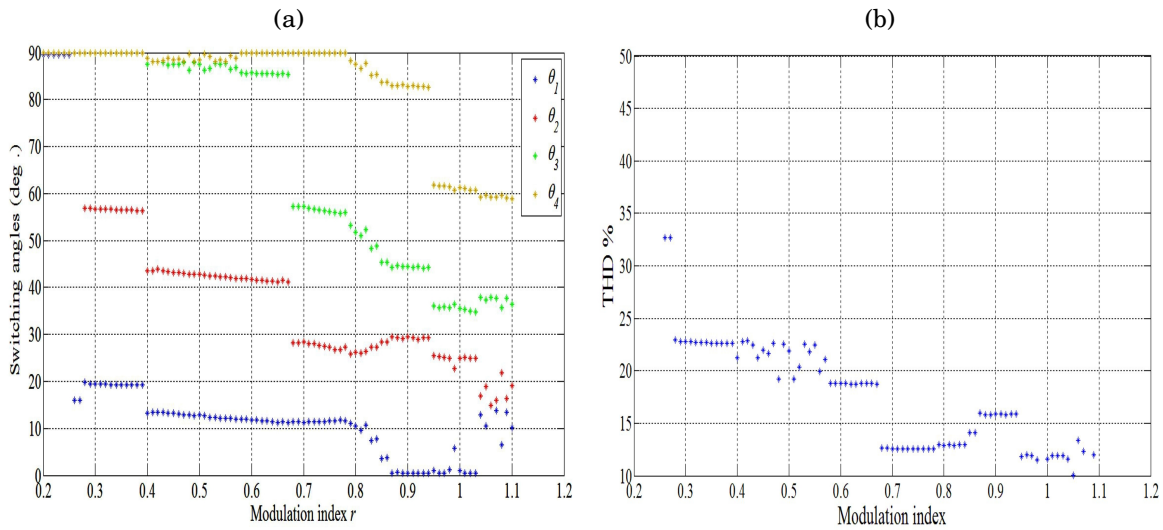 (a)
Switching angles (deg .)
90
80
70
60
50
40
30
20
10
0
0.2 0.3 0.4 0.5 0.6 0.7 0.8 0.9 1 1.1 1.2
Modulation index r
θ1
θ2
θ3
θ4
(b)
THD %
50
45
40
35
30
25
20
15
10
0.2 0.3 0.4 0.5 0.6 0.7 0.8 0.9 1 1.1 1.2
Modulation index